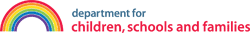 department for
children, schools and families